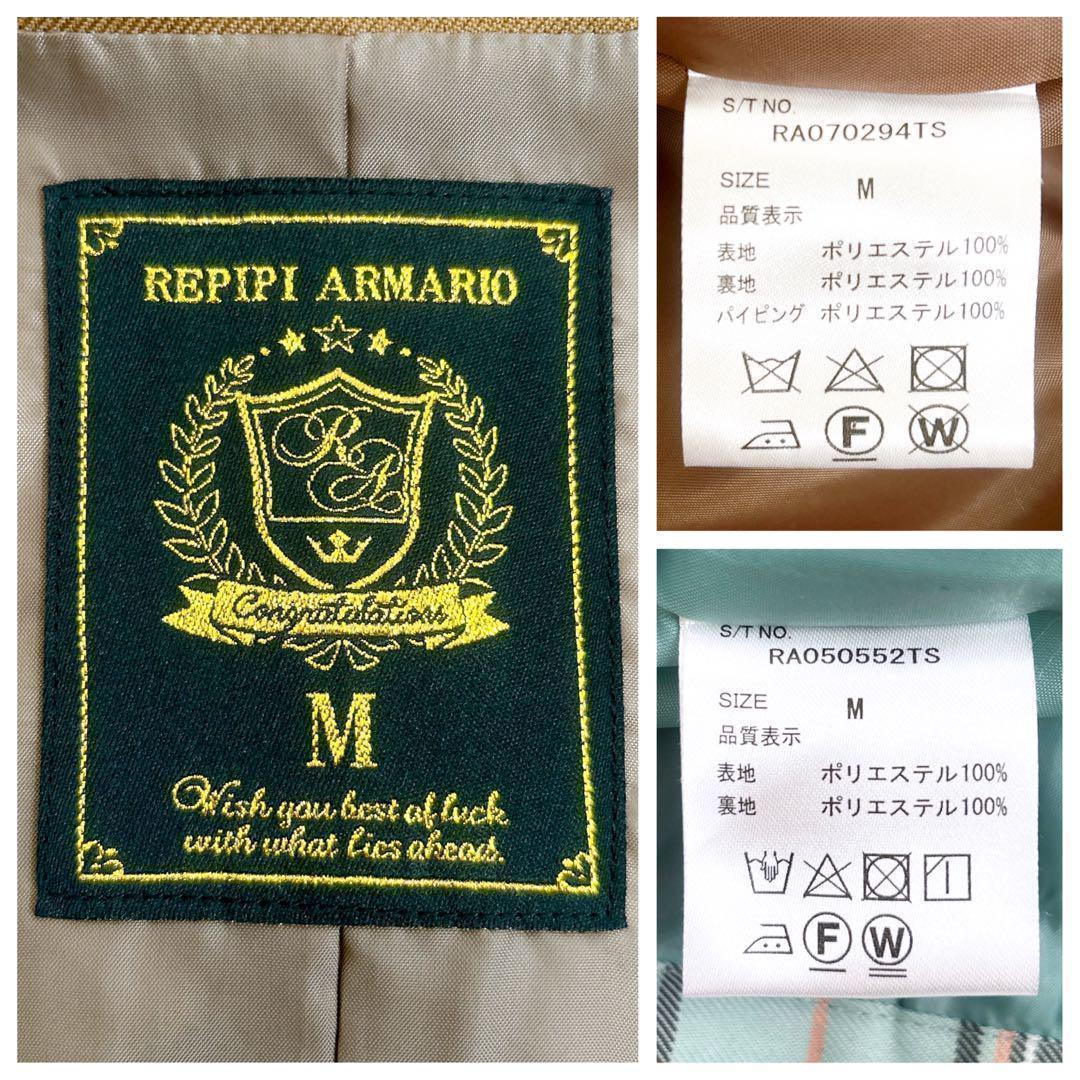 REPIPI ARMARIO
RA
Congratulations
M
Wish you best of luck
with what lies ahead.
S/T NO.
RA070294TS
SIZE M
品質表示
表地 ポリエステル100%
裏地 ポリエステル100%
パイピング ポリエステル100%
F W
S/T NO.
RA050552TS
SIZE M
品質表示
表地 ポリエステル100%
裏地 ポリエステル100%
F W